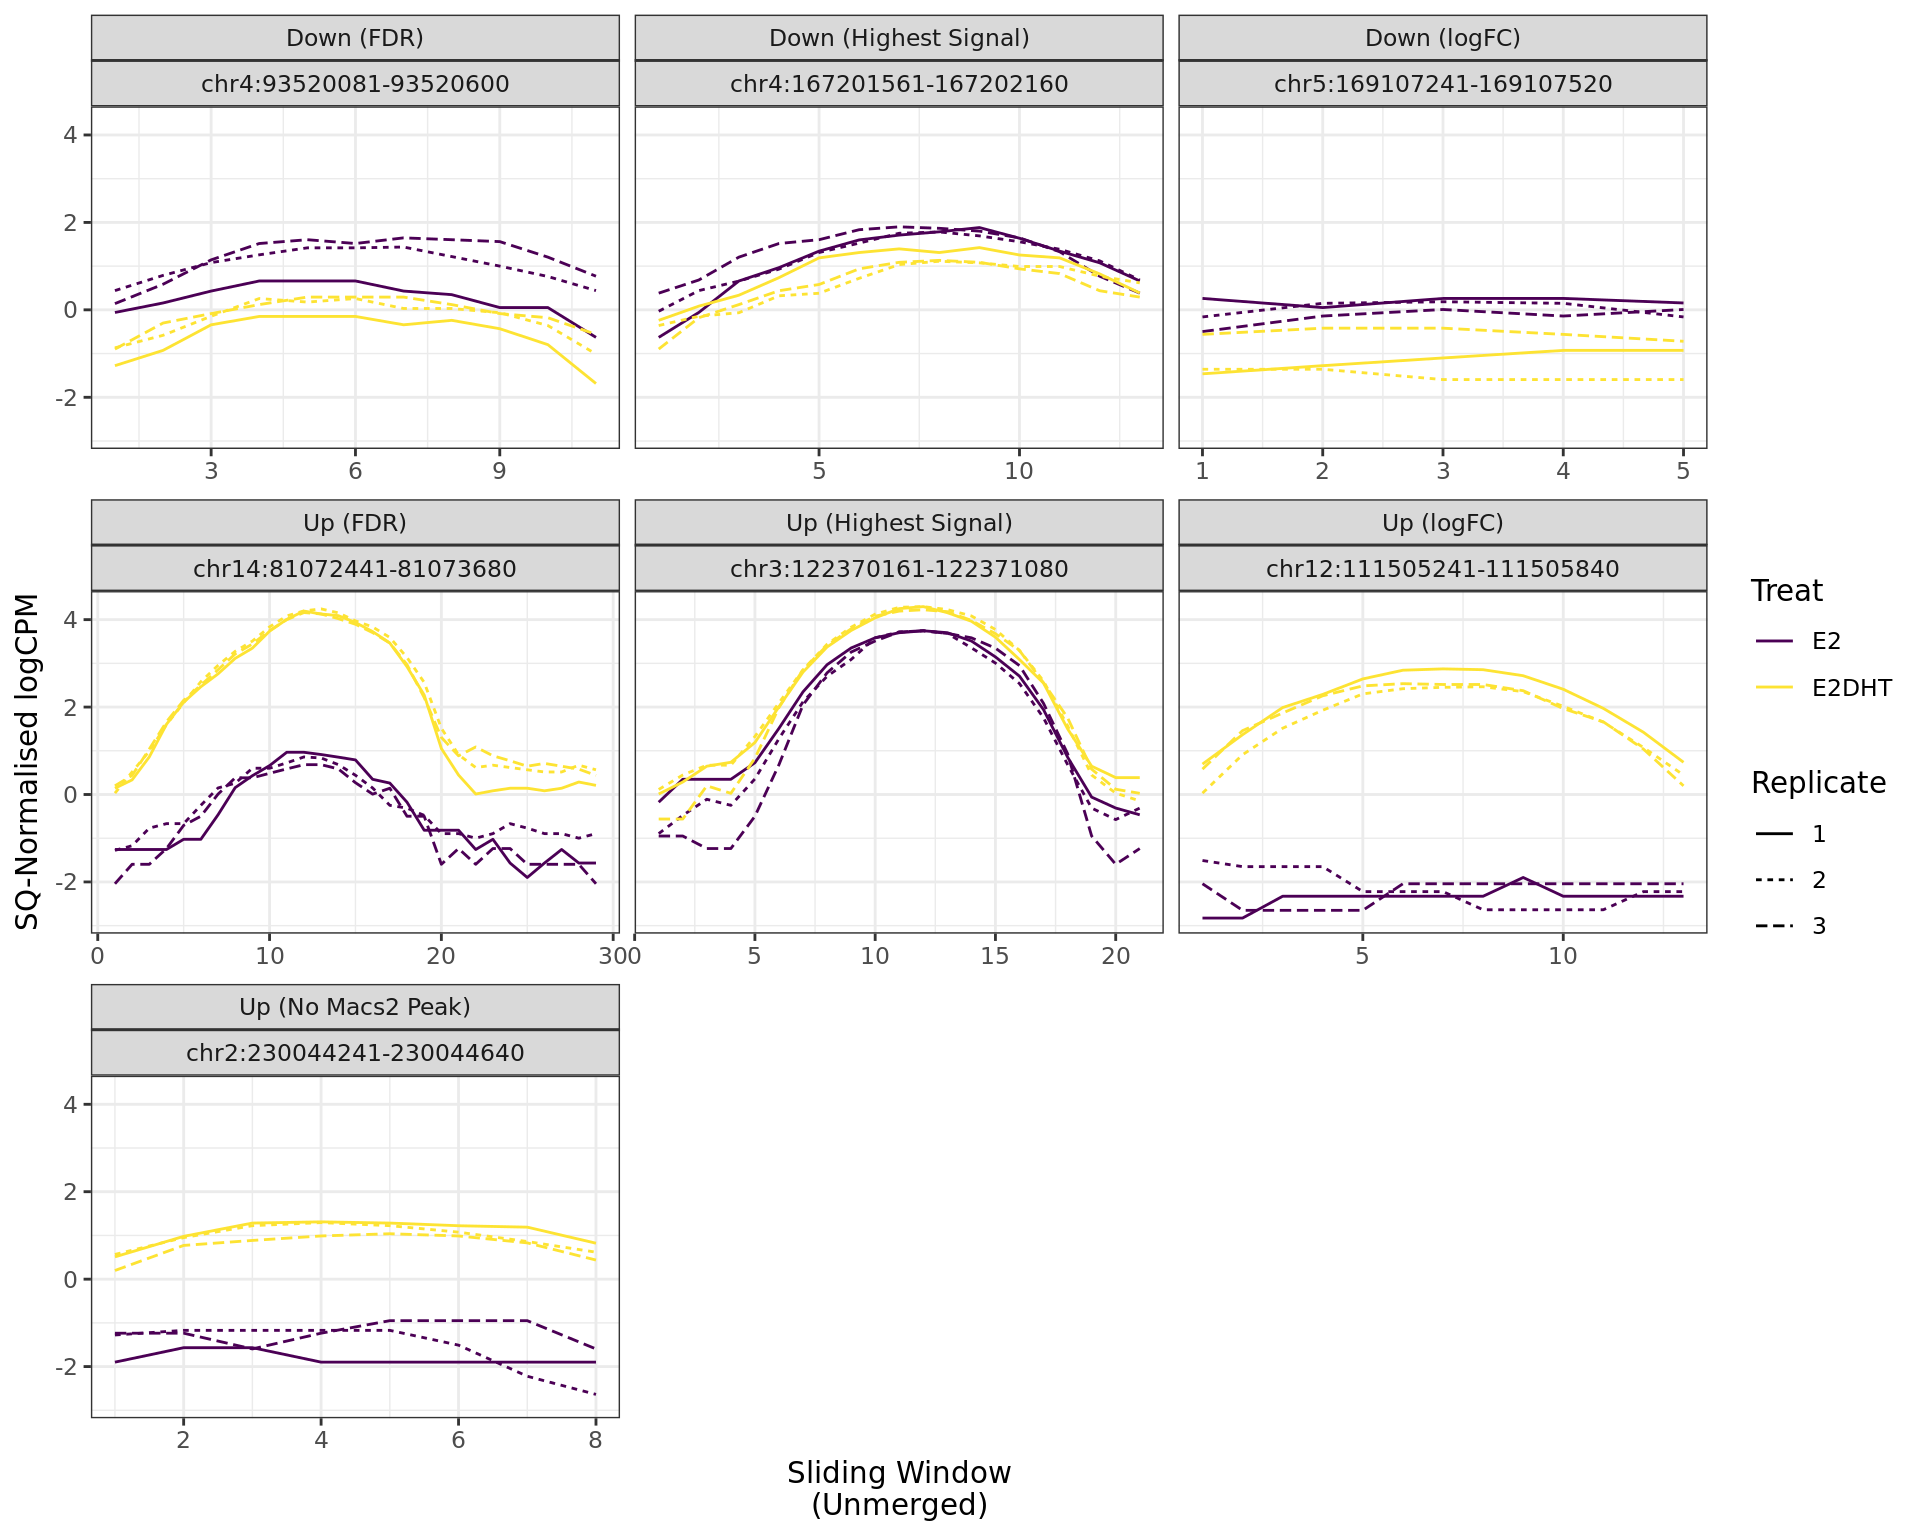 Down (FDR)
Down (Highest Signal)
Down (logFC)
chr4:93520081-93520600
chr4:167201561-167202160
chr5:169107241-169107520
4
2
0
-2
3
6
9
5
10
1
2
3
4
5
Up (FDR)
Up (Highest Signal)
Up (logFC)
chr14:81072441-81073680
chr3:122370161-122371080
chr12:111505241-111505840
4
2
0
-2
0
10
20
30
0
5
10
15
20
5
10
Up (No Macs2 Peak)
chr2:230044241-230044640
4
2
0
-2
2
4
6
8
SQ-Normalised logCPM
Sliding Window
(Unmerged)
Treat
E2
E2DHT
Replicate
1
2
3